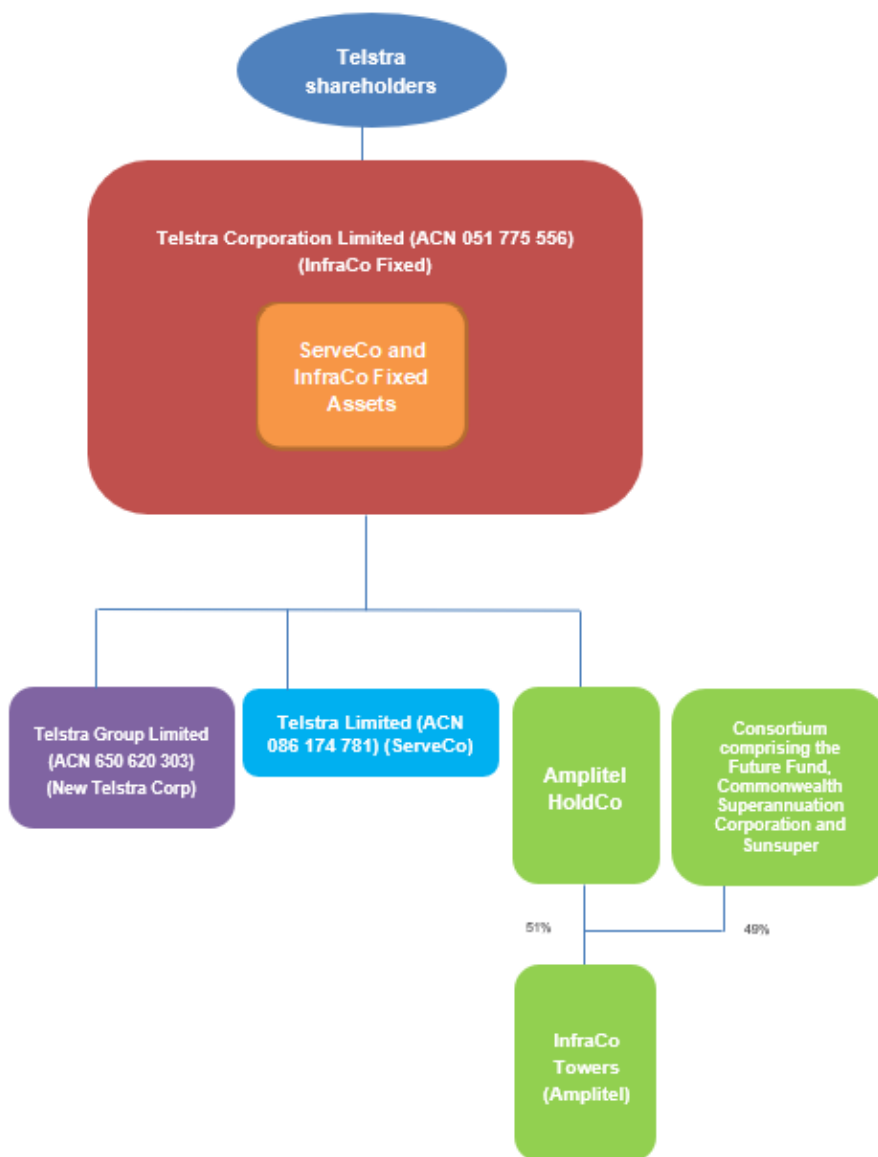 Telstra
shareholders
Telstra Corporation Limited (ACN 051 775 556)
(InfraCo Fixed)
ServeCo and
InfraCo Fixed
Assets
Telstra Group Limited
(ACN 650 620 303)
(New Telstra Corp)
Telstra Limited (ACN
086 174 781) (ServeCo)
Amplitel
HoldCo
Consortium
comprising the
Future Fund,
Commonwealth
Superannuation
Corporation and
Sunsuper
51%
49%
InfraCo
Towers
(Amplitel)